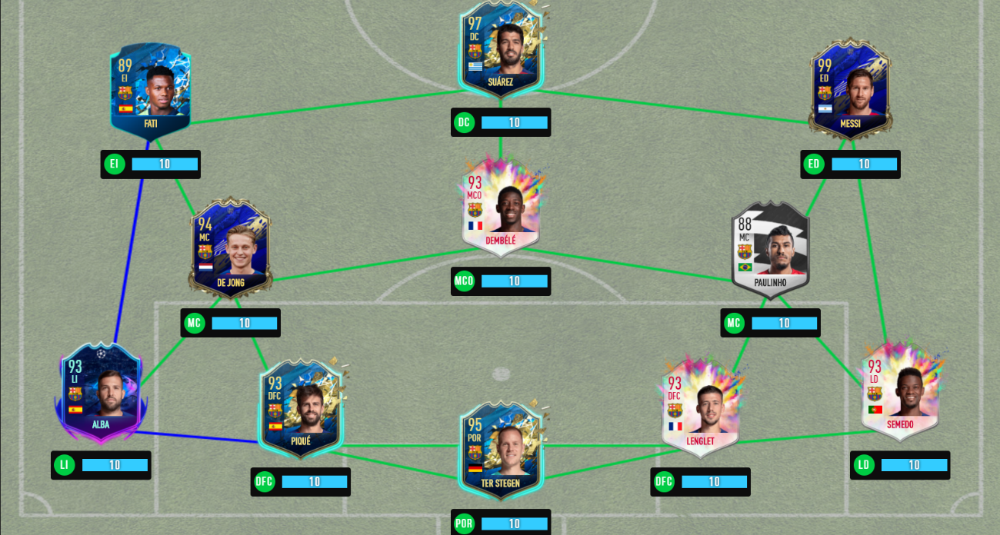 97
DC
SUÁREZ
DC 10
89
EI
FATI
EI 10
99
ED
MESSI
ED 10
93
MCO
DEMBÉLÉ
MCO 10
94
MC
DE JONG
MC 10
88
MC
PAULINHO
MC 10
93
LI
ALBA
LI 10
93
DFC
PIQUÉ
DFC 10
95
POR
TER STEGEN
POR 10
93
DFC
LENGLET
DFC 10
93
LD
SEMEDO
LD 10